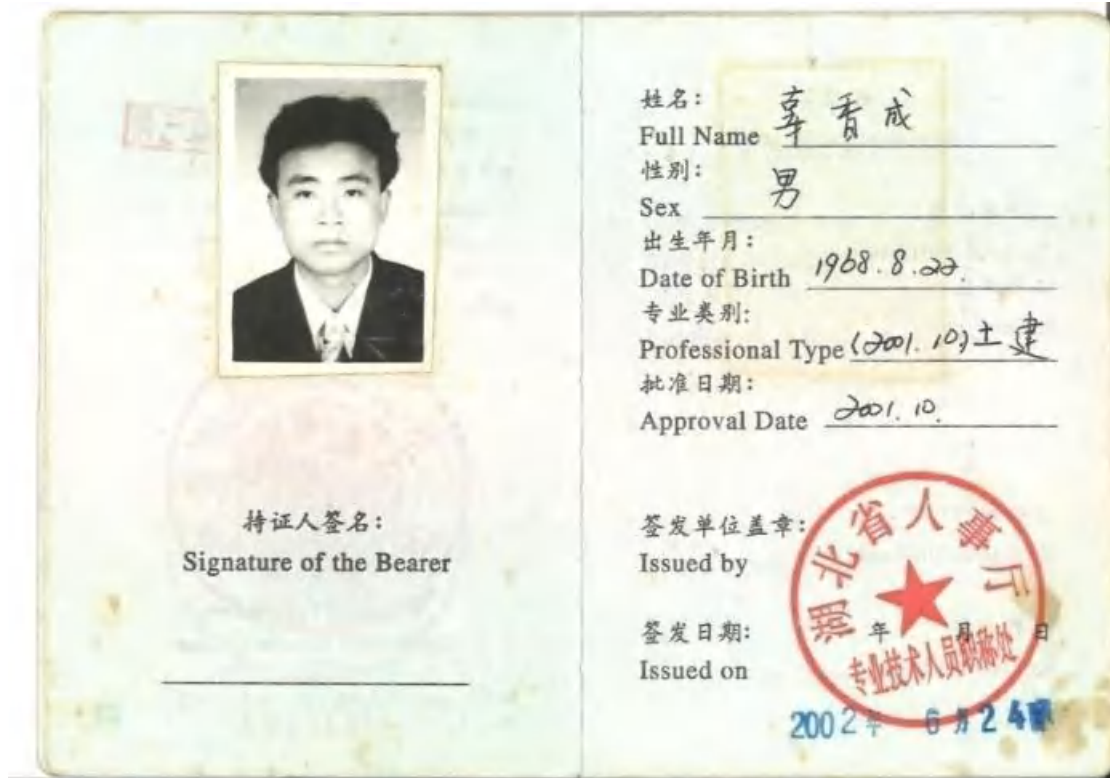 持证人签名：
Signature of the Bearer
姓名：
Full Name 辜香成
性别：
Sex 男
出生年月：
Date of Birth 1968.8.22.
专业类别：
Professional Type (2001.10)土建
批准日期：
Approval Date 2001.10.
签发单位盖章：
Issued by
湖北省人事厅
专业技术人员职称处
签发日期： 年 月 日
Issued on
2002年 6月24日